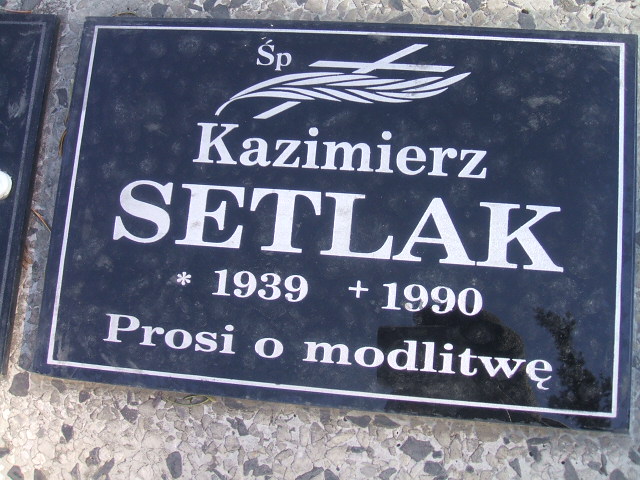 Śp
Kazimierz
SETLAK
* 1939 + 1990
Prosi o modlitwę